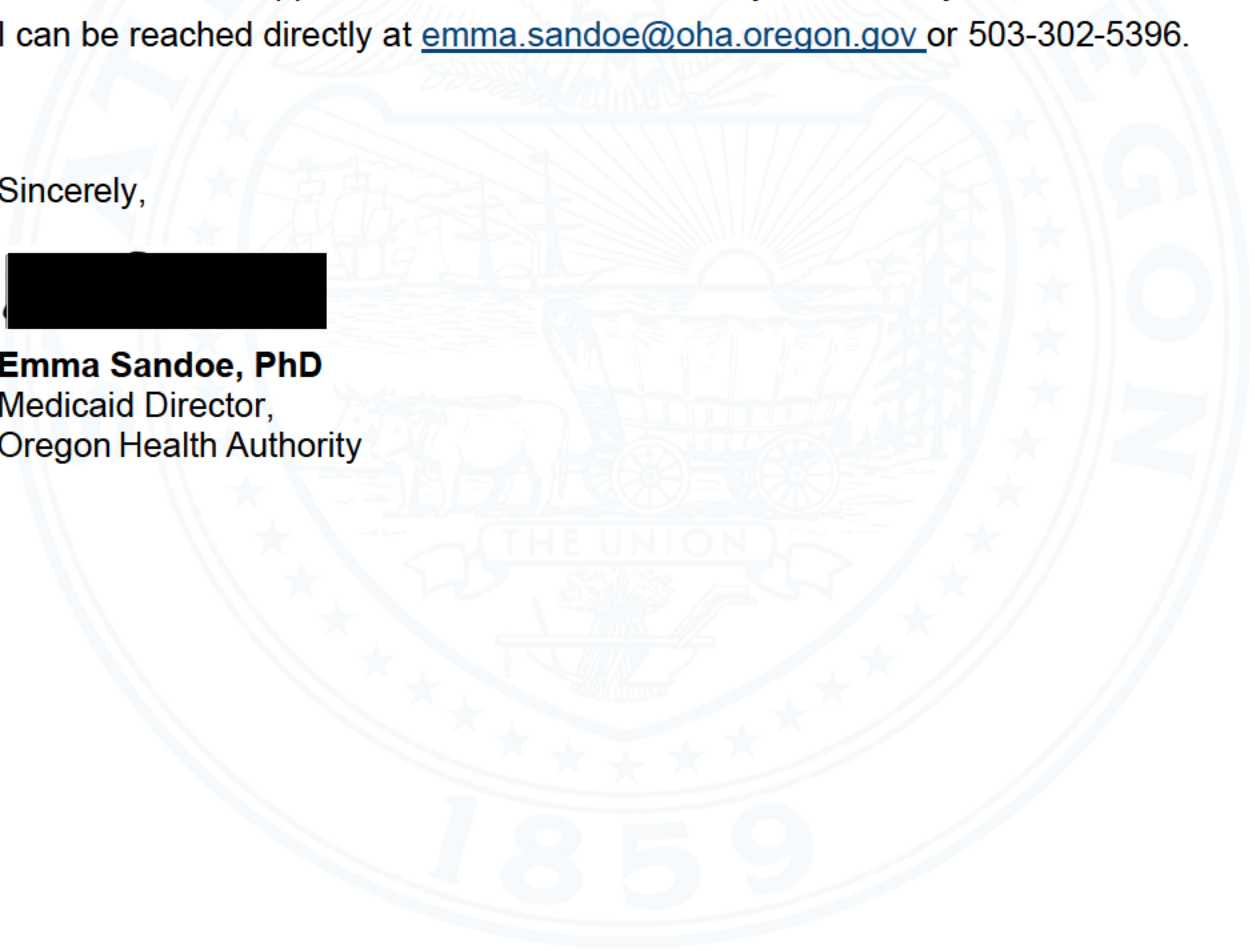 I can be reached directly at emma.sandoe@oha.oregon.gov or 503-302-5396.
Sincerely,
Emma Sandoe, PhD
Medicaid Director,
Oregon Health Authority
THE UNION
1859